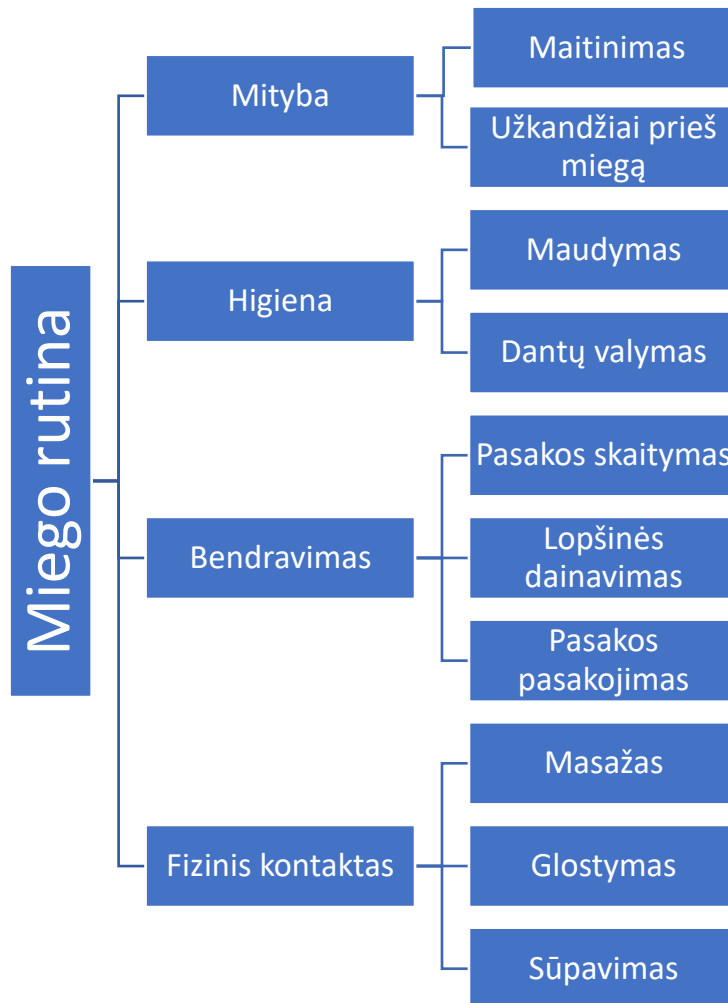 Miego rutina
Mityba
Maitinimas
Užkandžiai prieš
miegą
Higiena
Maudymas
Dantų valymas
Bendravimas
Pasakos skaitymas
Lopšinės
dainavimas
Pasakos
pasakojimas
Fizinis kontaktas
Masažas
Glostymas
Sūpavimas